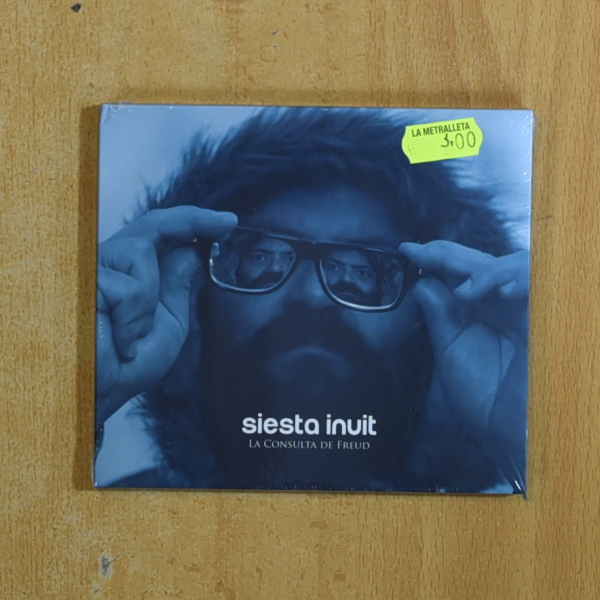 LA METRALLETA
3,00
siesta inuit
La Consulta de Freud